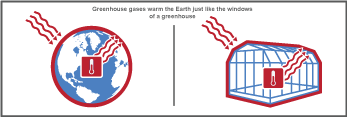 Greenhouse gases warm the Earth just like the windows
of a greenhouse